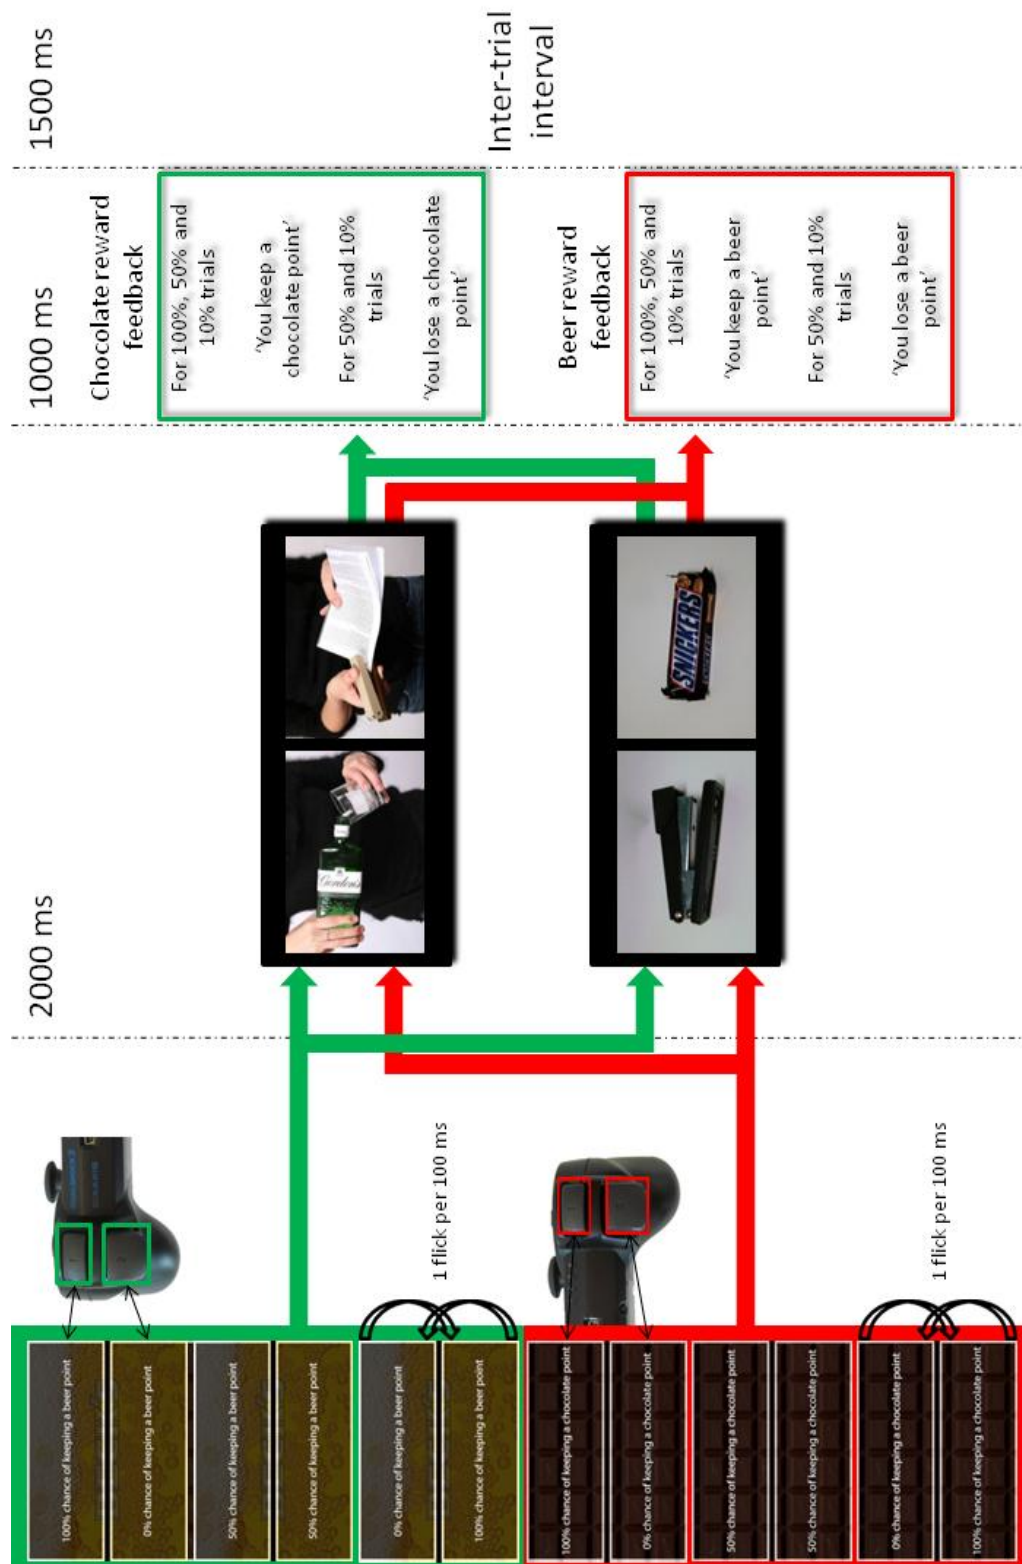 2000 ms
1000 ms
1500 ms
100% chance of keeping a beer point
0% chance of keeping a beer point
50% chance of keeping a beer point
50% chance of keeping a beer point
0% chance of keeping a beer point
100% chance of keeping a beer point
1 flick per 100 ms
100% chance of keeping a chocolate point
0% chance of keeping a chocolate point
50% chance of keeping a chocolate point
50% chance of keeping a chocolate point
0% chance of keeping a chocolate point
100% chance of keeping a chocolate point
1 flick per 100 ms
Gordon's
SNICKERS
Chocolate reward
feedback
For 100%, 50% and
10% trials
'You keep a
chocolate point'
For 50% and 10%
trials
'You lose a chocolate
point'
Beer reward
feedback
For 100%, 50% and
10% trials
'You keep a beer
point'
For 50% and 10%
trials
'You lose a beer
point'
Inter-trial
interval